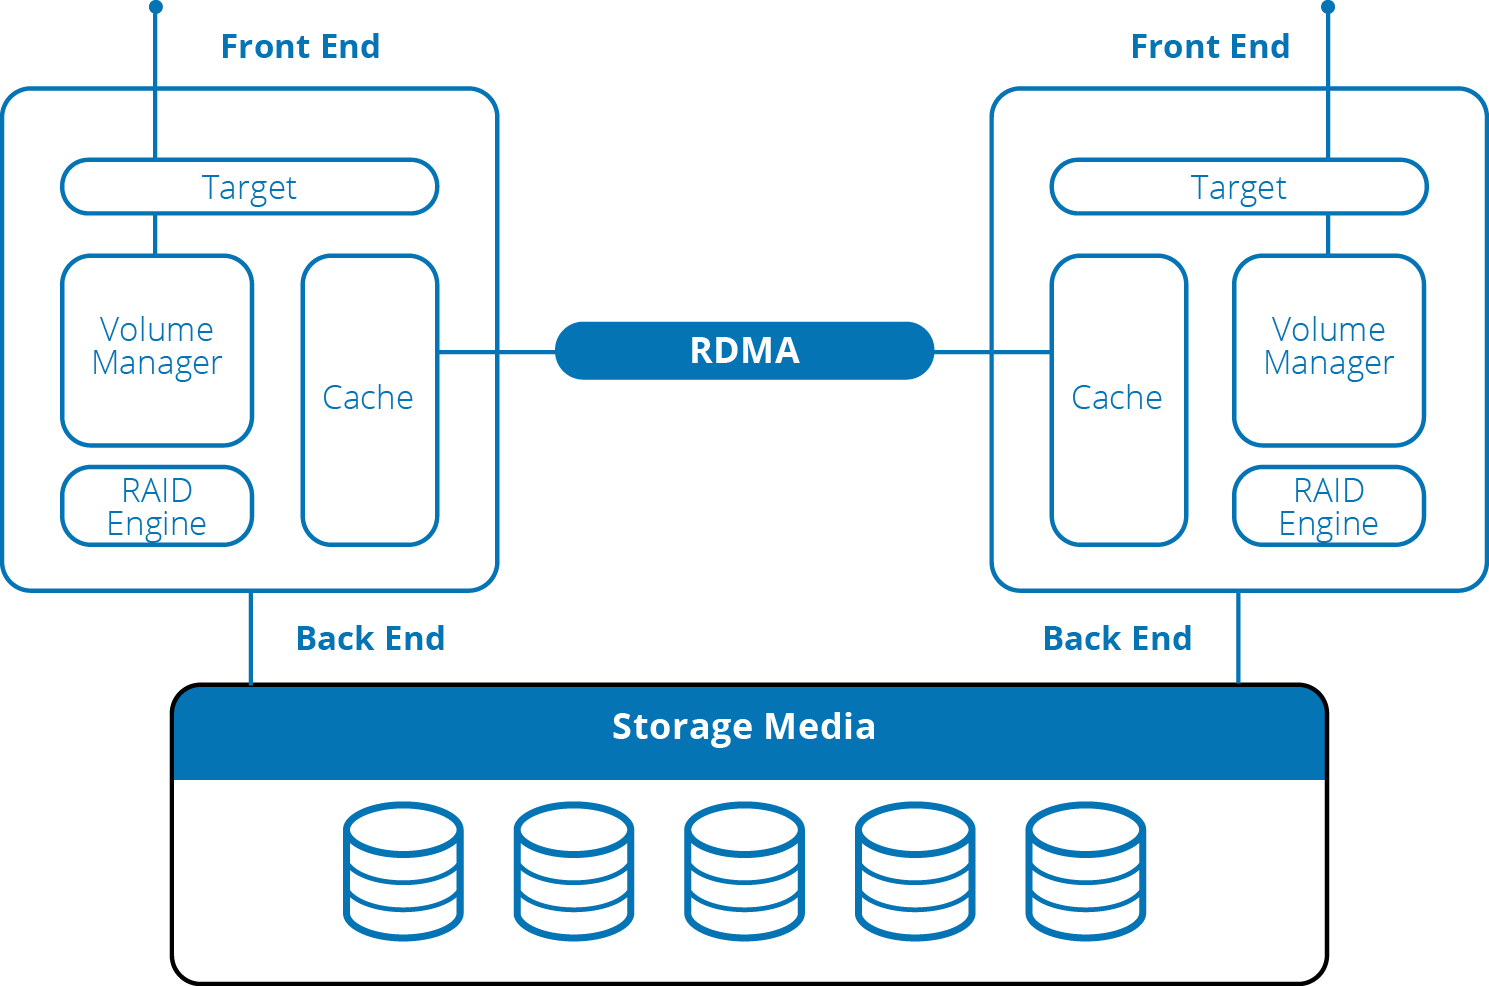 Front End
Front End
Target
Target
Volume
Manager
Cache
RAID
Engine
RDMA
Cache
Volume
Manager
RAID
Engine
Back End
Back End
Storage Media